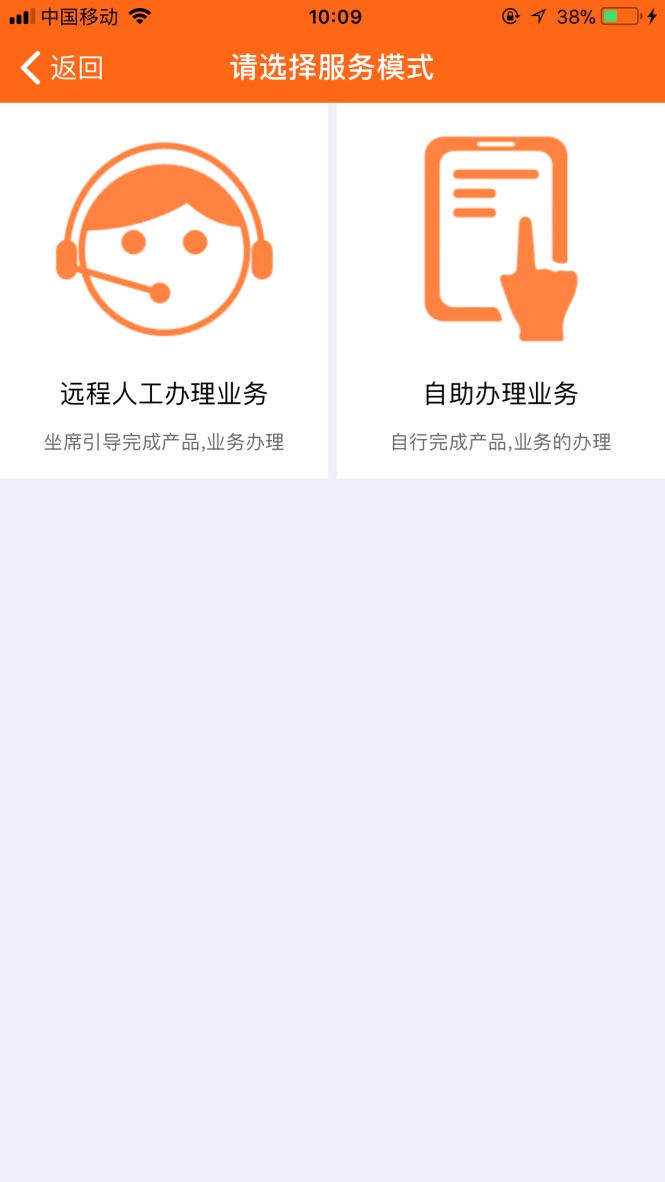 中国移动
10:09
38%
返回
请选择服务模式
远程人工办理业务
坐席引导完成产品,业务办理
自助办理业务
自行完成产品,业务的办理